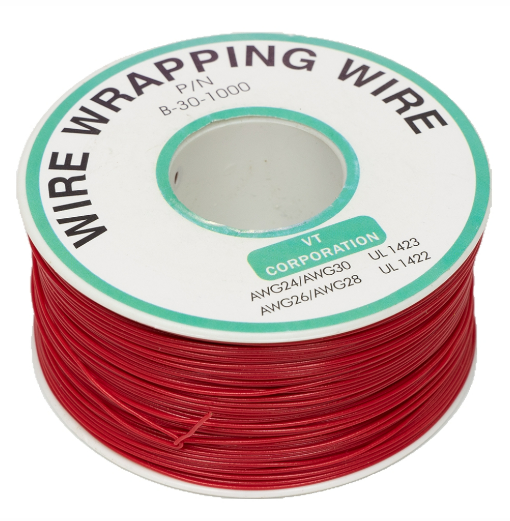 WIRE WRAPPING WIRE
P/N
B-30-1000
VT
CORPORATION
AWG24/AWG30 UL 1423
AWG26/AWG28 UL 1422